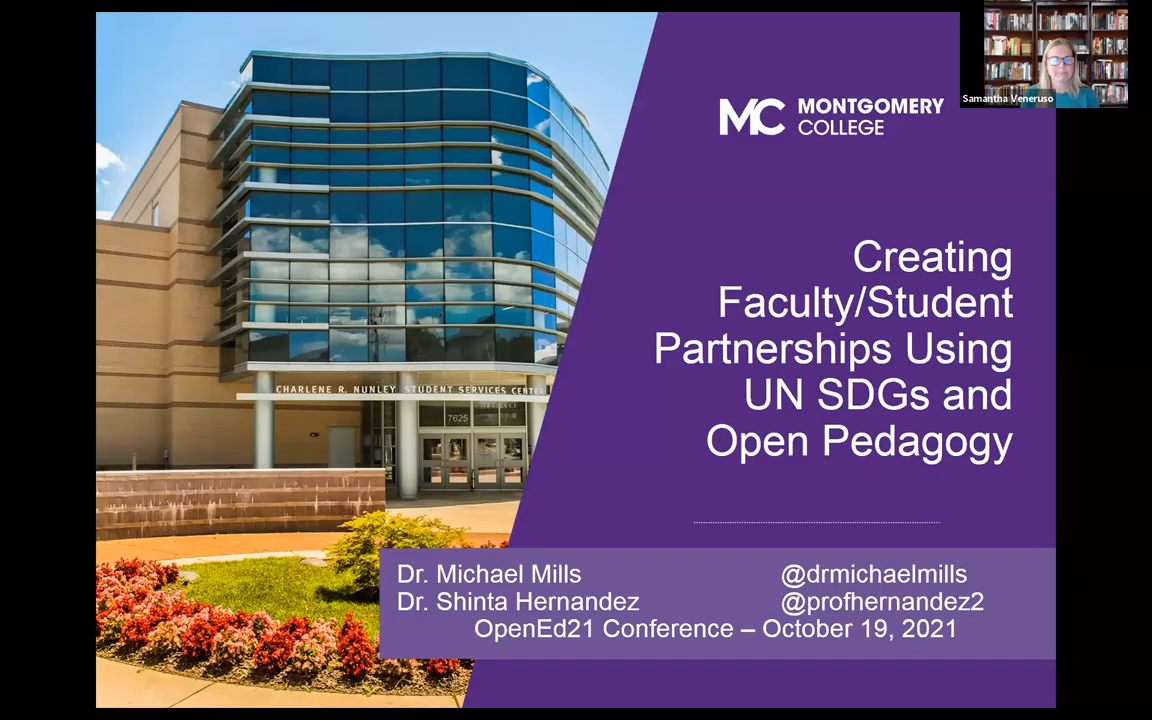 Samantha Veneruso
MC MONTGOMERY
COLLEGE
Creating
Faculty/Student
Partnerships Using
UN SDGs and
Open Pedagogy
CHARLENE R. NUNLEY STUDENT SERVICES CENTER
7625
Dr. Michael Mills @drmichaelmills
Dr. Shinta Hernandez @profhernandez2
OpenEd21 Conference – October 19, 2021